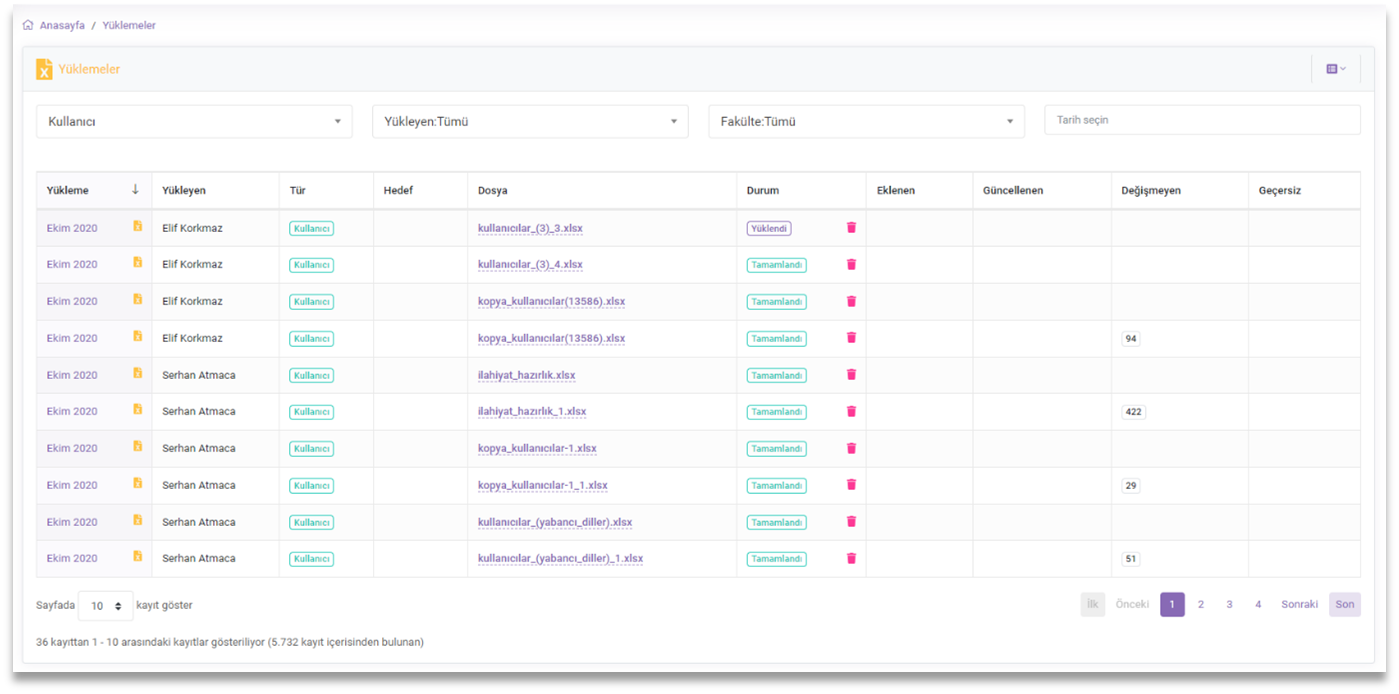 Anasayfa / Yüklemeler
Yüklemeler
Kullanıcı Yükleyen:Tümü Fakülte:Tümü Tarih seçin
Yükleme Yükleyen Tür Hedef Dosya Durum Eklenen Güncellenen Değişmeyen Geçersiz
Ekim 2020 Elif Korkmaz Kullanıcı kullanıcılar_(3)_3.xlsx Yüklendi
Ekim 2020 Elif Korkmaz Kullanıcı kullanıcılar_(3)_4.xlsx Tamamlandı
Ekim 2020 Elif Korkmaz Kullanıcı kopya_kullanıcılar(13586).xlsx Tamamlandı
Ekim 2020 Elif Korkmaz Kullanıcı kopya_kullanıcılar(13586).xlsx Tamamlandı 94
Ekim 2020 Serhan Atmaca Kullanıcı ilahiyat_hazırlık.xlsx Tamamlandı
Ekim 2020 Serhan Atmaca Kullanıcı ilahiyat_hazırlık_1.xlsx Tamamlandı 422
Ekim 2020 Serhan Atmaca Kullanıcı kopya_kullanıcılar-1.xlsx Tamamlandı
Ekim 2020 Serhan Atmaca Kullanıcı kopya_kullanıcılar-1_1.xlsx Tamamlandı 29
Ekim 2020 Serhan Atmaca Kullanıcı kullanıcılar_(yabancı_diller).xlsx Tamamlandı
Ekim 2020 Serhan Atmaca Kullanıcı kullanıcılar_(yabancı_diller)_1.xlsx Tamamlandı 51
Sayfada 10 kayıt göster İlk Önceki 1 2 3 4 Sonraki Son
36 kayıttan 1 - 10 arasındaki kayıtlar gösteriliyor (5.732 kayıt içerisinden bulunan)